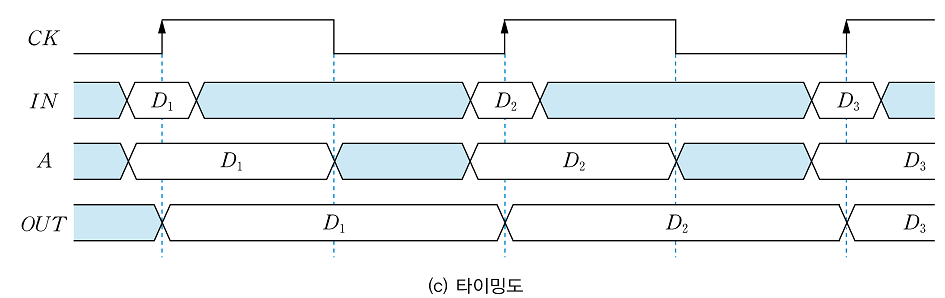 CK
IN D₁ D₂ D₃
A D₁ D₂ D₃
OUT D₁ D₂ D₃
(c) 타이밍도